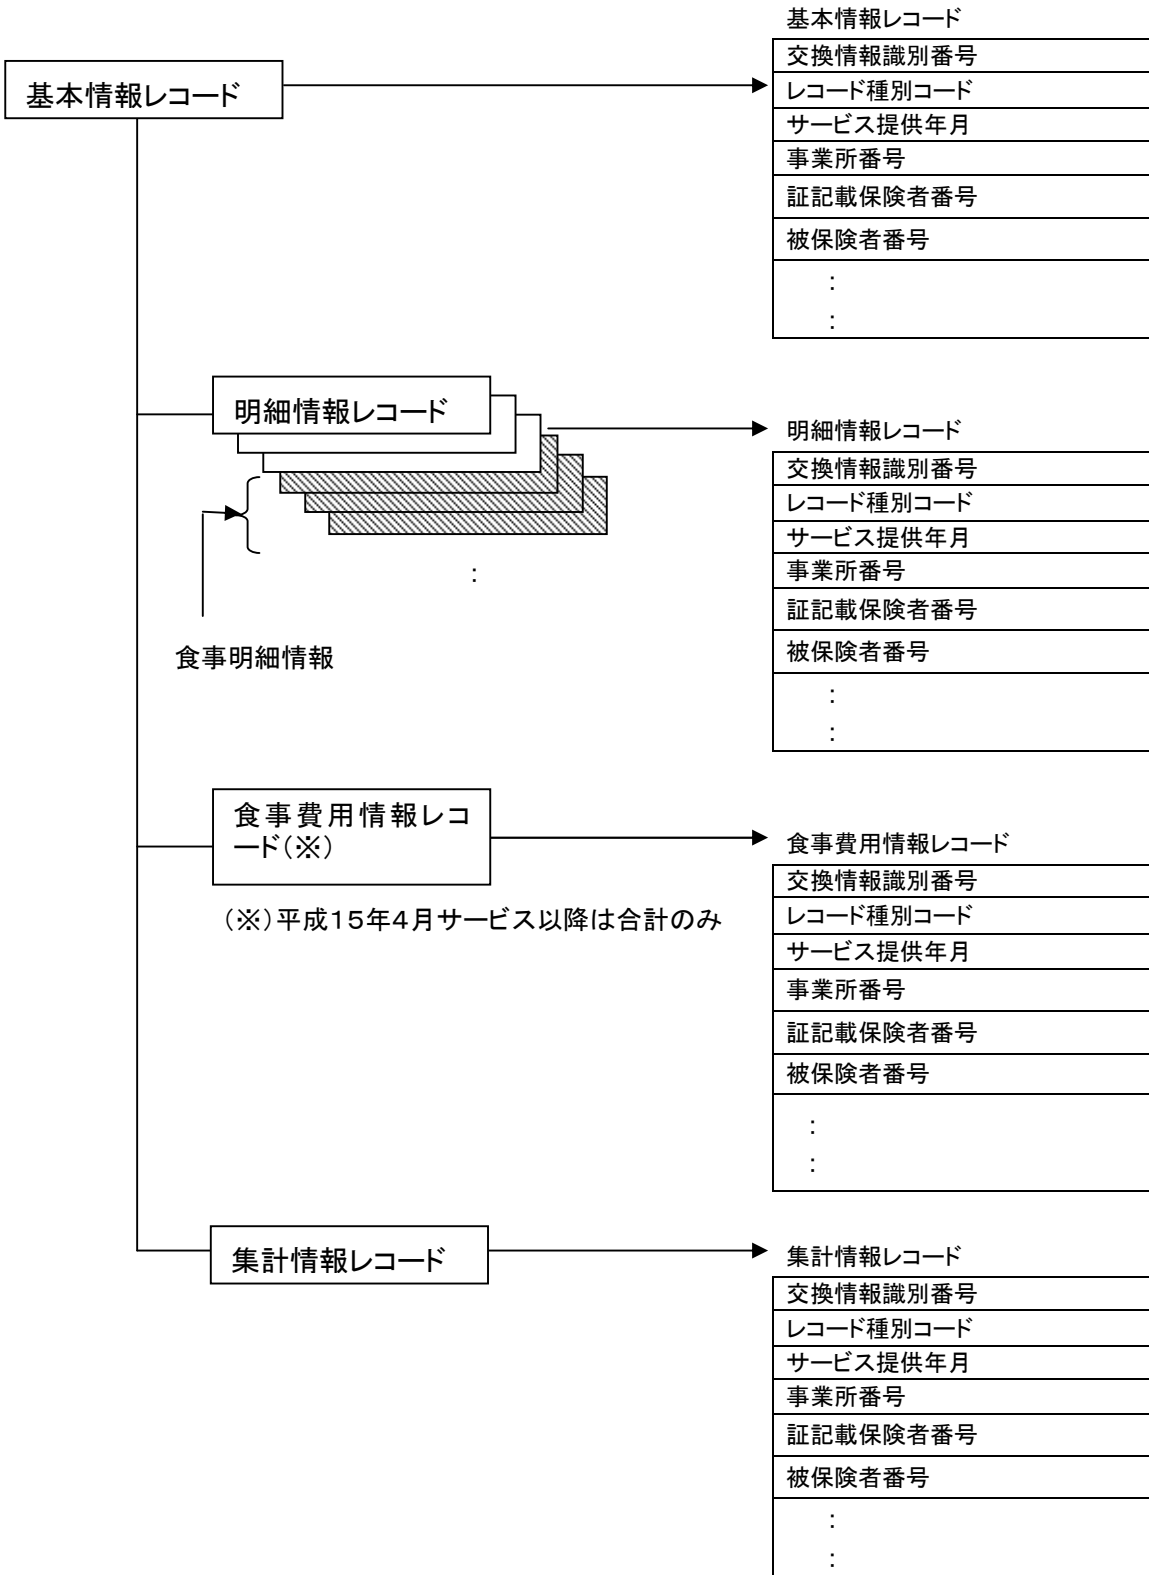 基本情報レコード
基本情報レコード
交換情報識別番号
レコード種別コード
サービス提供年月
事業所番号
証記載保険者番号
被保険者番号
:
:
明細情報レコード
:
食事明細情報
明細情報レコード
交換情報識別番号
レコード種別コード
サービス提供年月
事業所番号
証記載保険者番号
被保険者番号
:
:
食事費用情報レコ
ード(※)
(※)平成15年4月サービス以降は合計のみ
食事費用情報レコード
交換情報識別番号
レコード種別コード
サービス提供年月
事業所番号
証記載保険者番号
被保険者番号
:
:
集計情報レコード
集計情報レコード
交換情報識別番号
レコード種別コード
サービス提供年月
事業所番号
証記載保険者番号
被保険者番号
:
: